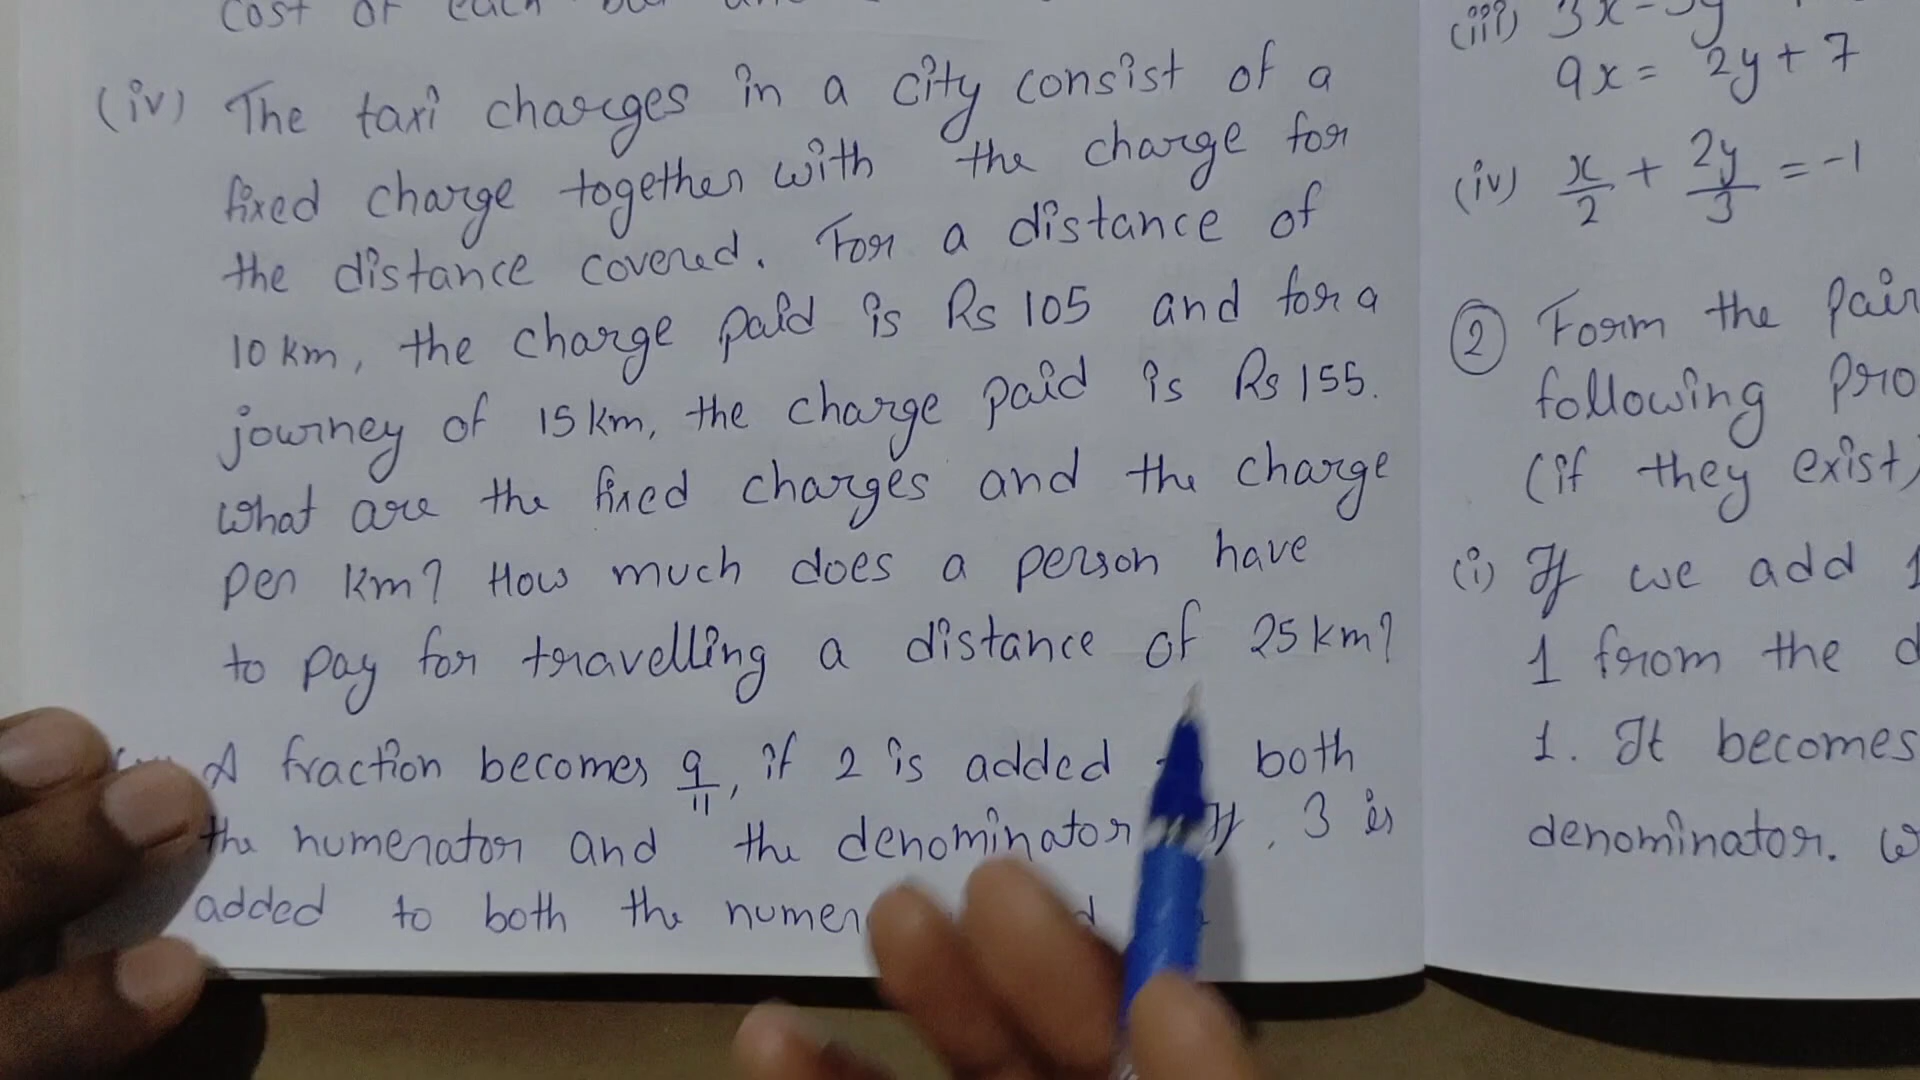 cost of each
(iv) The taxi charges in a city consist of a
fixed charge together with the charge for
the distance covered. For a distance of
10 km, the charge paid is Rs 105 and for a
journey of 15 km, the charge paid is Rs 155.
What are the fixed charges and the charge
per km? How much does a person have
to pay for travelling a distance of 25 km?
A fraction becomes 9/11, if 2 is added both
the numerator and the denominator If, 3 is
added to both the
(iii) 3x - 5y
9x = 2y + 7
(iv) x/2 + 2y/3 = -1
② Form the pair
following pro
(if they exist)
(i) If we add 1
1 from the d
1. It becomes
denominator. W